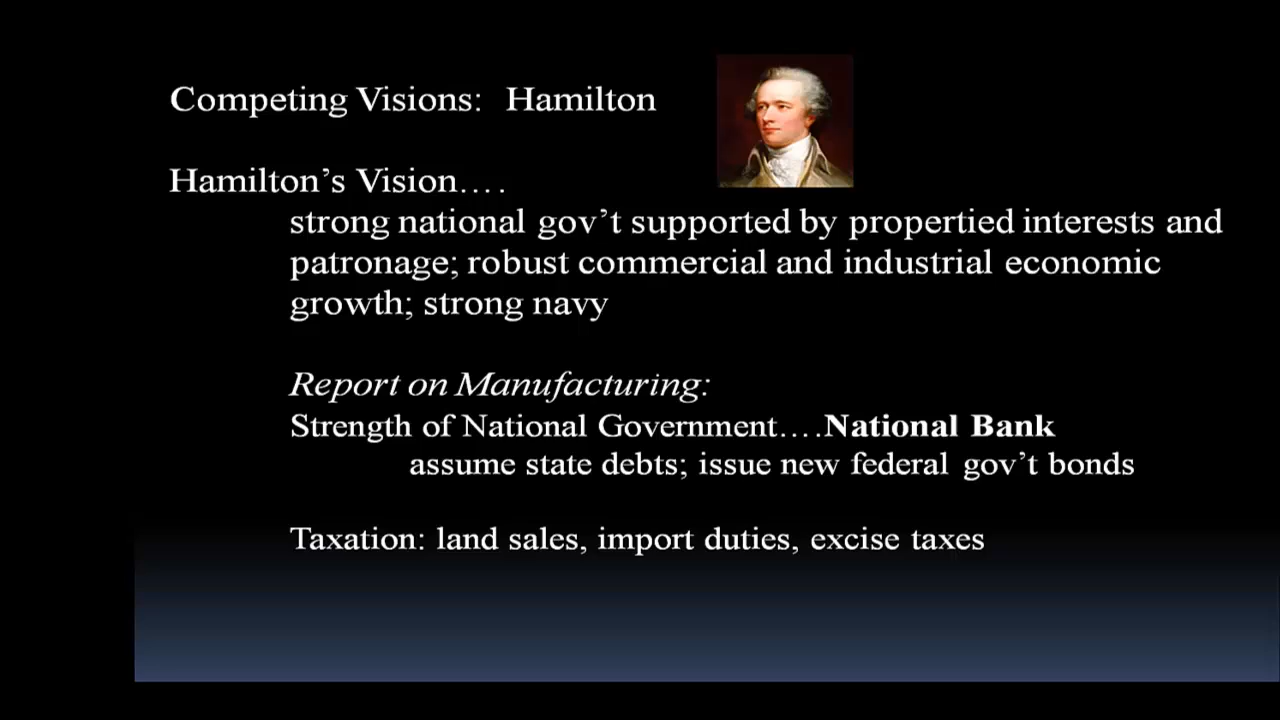 Competing Visions: Hamilton
Hamilton’s Vision….
strong national gov’t supported by propertied interests and
patronage; robust commercial and industrial economic
growth; strong navy
Report on Manufacturing:
Strength of National Government….National Bank
assume state debts; issue new federal gov’t bonds
Taxation: land sales, import duties, excise taxes